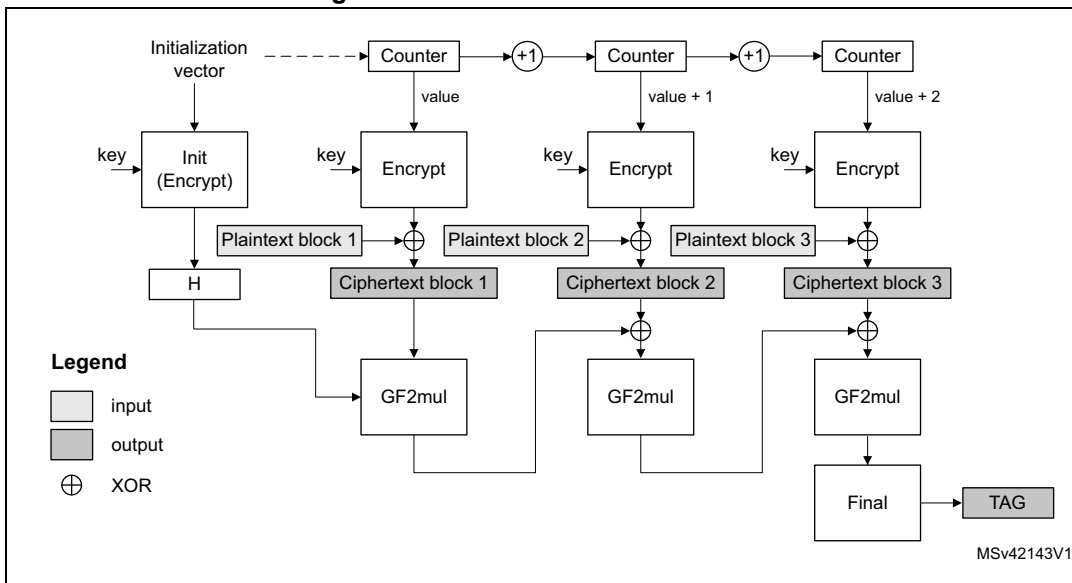 Initialization
vector
Counter
+1
Counter
+1
Counter
value
value + 1
value + 2
key
Init
(Encrypt)
key
Encrypt
key
Encrypt
key
Encrypt
Plaintext block 1
Plaintext block 2
Plaintext block 3
H
Ciphertext block 1
Ciphertext block 2
Ciphertext block 3
Legend
input
output
XOR
GF2mul
GF2mul
GF2mul
Final
TAG
MSv42143V1